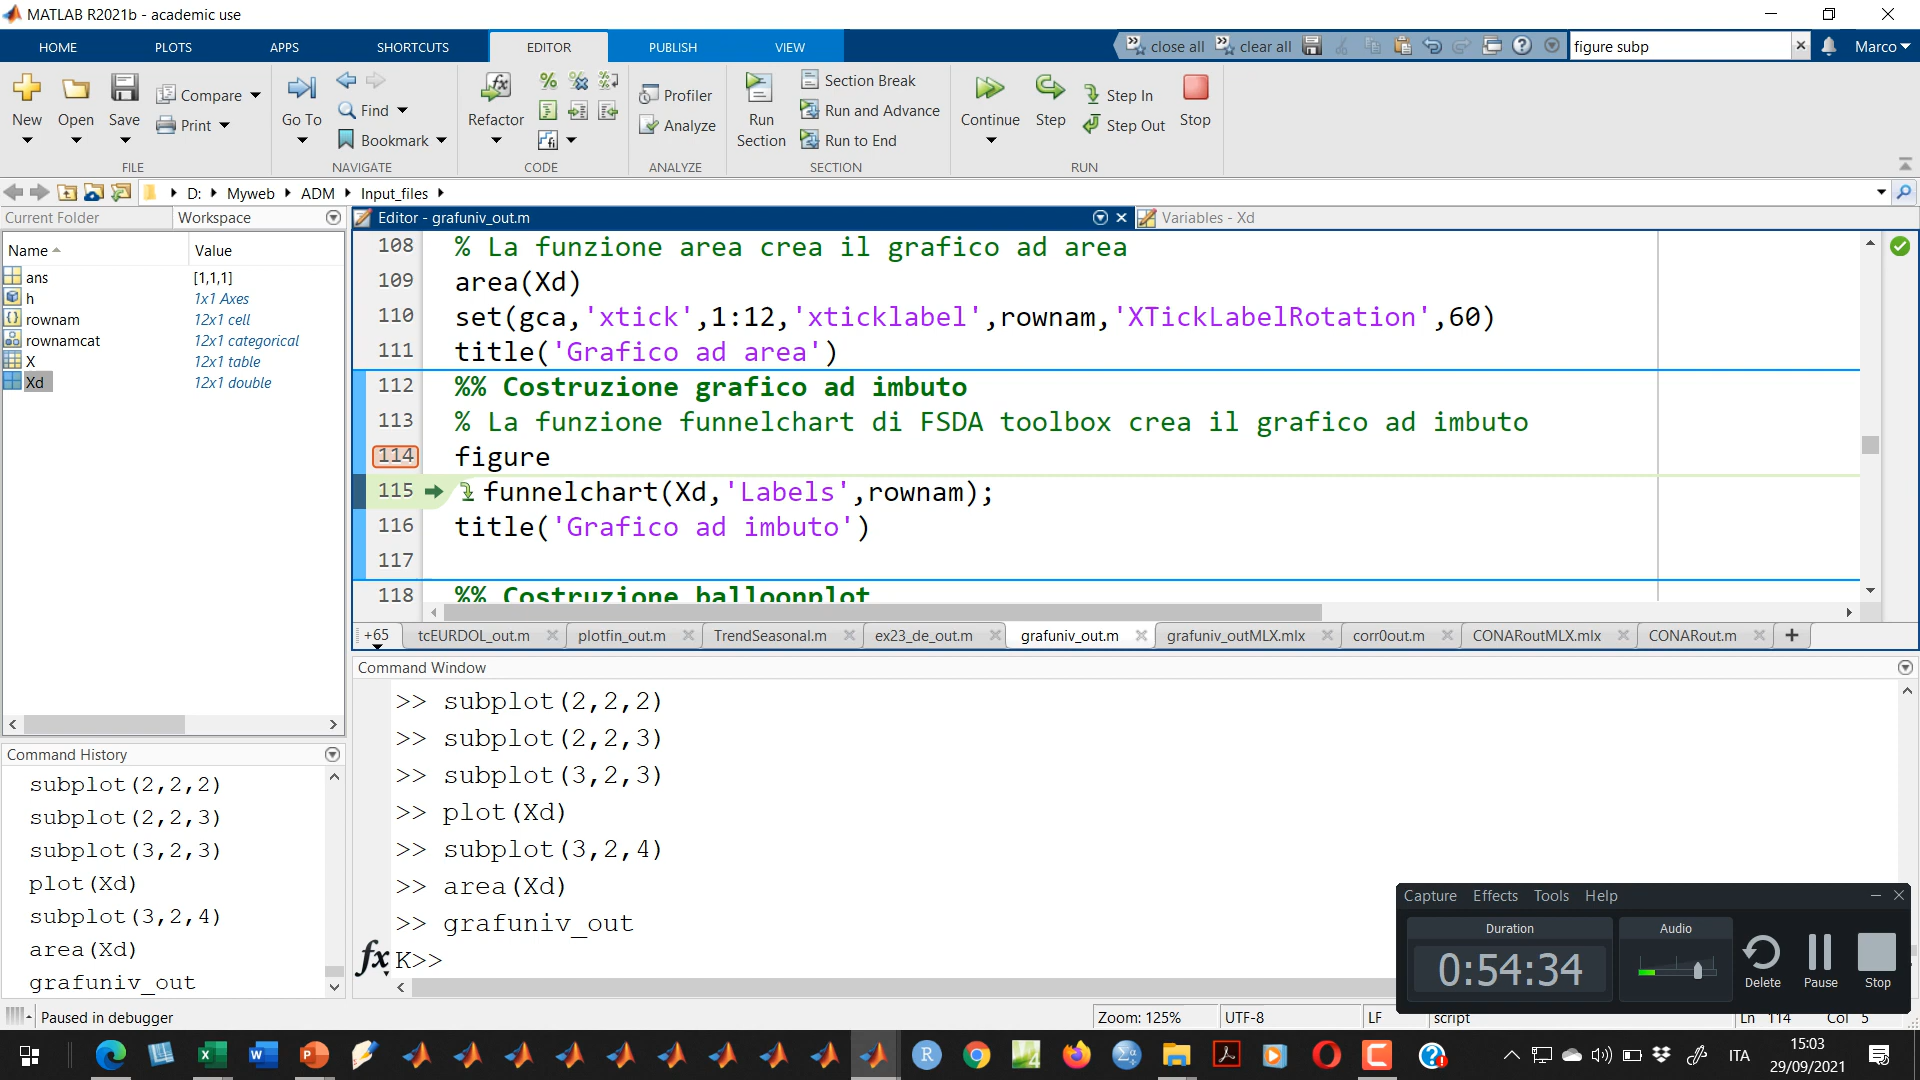 MATLAB R2021b - academic use
HOME PLOTS APPS SHORTCUTS EDITOR PUBLISH VIEW close all clear all figure subp Marco
New Open Save Compare Print Go To Find Bookmark Refactor Profiler Analyze Run Section Section Break Run and Advance Run to End Continue Step Step In Step Out Stop
FILE NAVIGATE CODE ANALYZE SECTION RUN
D: Myweb ADM Input_files
Current Folder Workspace
Name Value
ans [1,1,1]
h 1x1 Axes
rownam 12x1 cell
rownamcat 12x1 categorical
X 12x1 table
Xd 12x1 double
Editor - grafuniv_out.m Variables - Xd
108 % La funzione area crea il grafico ad area
109 area(Xd)
110 set(gca,'xtick',1:12,'xticklabel',rownam,'XTickLabelRotation',60)
111 title('Grafico ad area')
112 %% Costruzione grafico ad imbuto
113 % La funzione funnelchart di FSDA toolbox crea il grafico ad imbuto
114 figure
115 funnelchart(Xd,'Labels',rownam);
116 title('Grafico ad imbuto')
117
118 %% Costruzione balloonplot
+65 tcEURDOL_out.m plotfin_out.m TrendSeasonal.m ex23_de_out.m grafuniv_out.m grafuniv_outMLX.mlx corr0out.m CONARoutMLX.mlx CONARout.m +
Command Window
>> subplot(2,2,2)
>> subplot(2,2,3)
>> subplot(3,2,3)
>> plot(Xd)
>> subplot(3,2,4)
>> area(Xd)
>> grafuniv_out
fx K>>
Command History
subplot(2,2,2)
subplot(2,2,3)
subplot(3,2,3)
plot(Xd)
subplot(3,2,4)
area(Xd)
grafuniv_out
Capture Effects Tools Help
Duration Audio
0:54:34
Delete Pause Stop
Paused in debugger Zoom: 125% UTF-8 LF script Ln 114 Col 5
ITA 15:03
29/09/2021